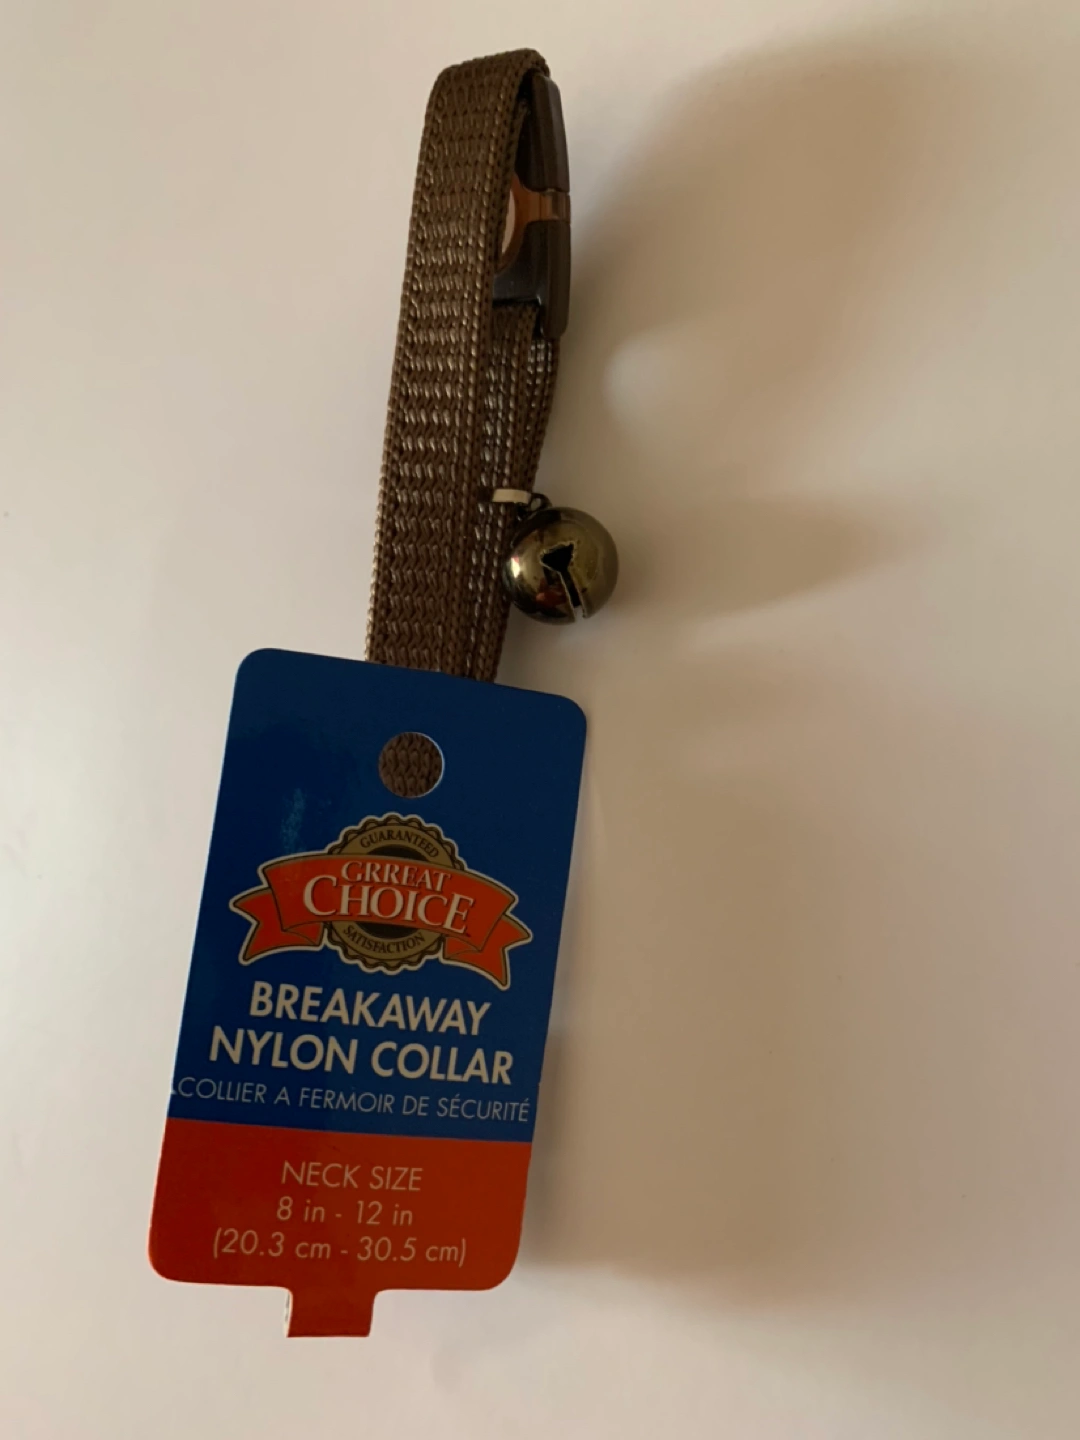 GUARANTEED
GRREAT
CHOICE
SATISFACTION
BREAKAWAY
NYLON COLLAR
COLLIER A FERMOIR DE SÉCURITÉ
NECK SIZE
8 in - 12 in
(20.3 cm - 30.5 cm)